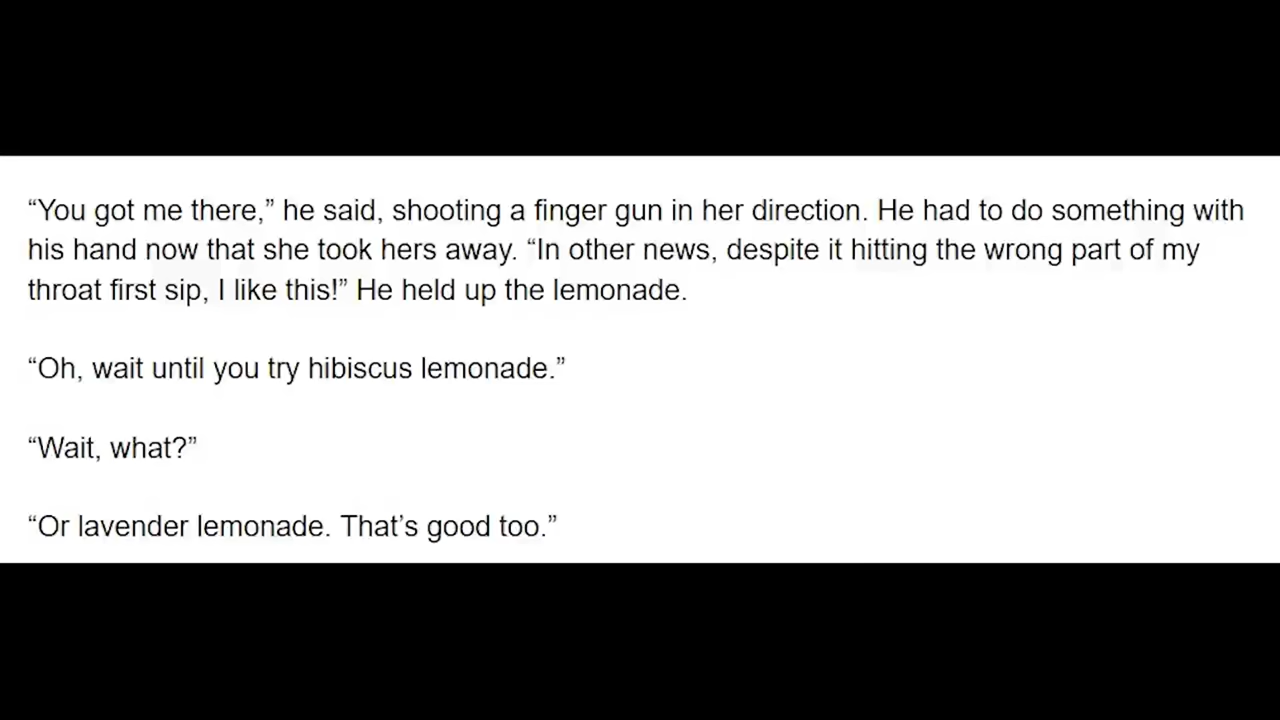 “You got me there,” he said, shooting a finger gun in her direction. He had to do something with
his hand now that she took hers away. “In other news, despite it hitting the wrong part of my
throat first sip, I like this!” He held up the lemonade.
“Oh, wait until you try hibiscus lemonade.”
“Wait, what?”
“Or lavender lemonade. That’s good too.”